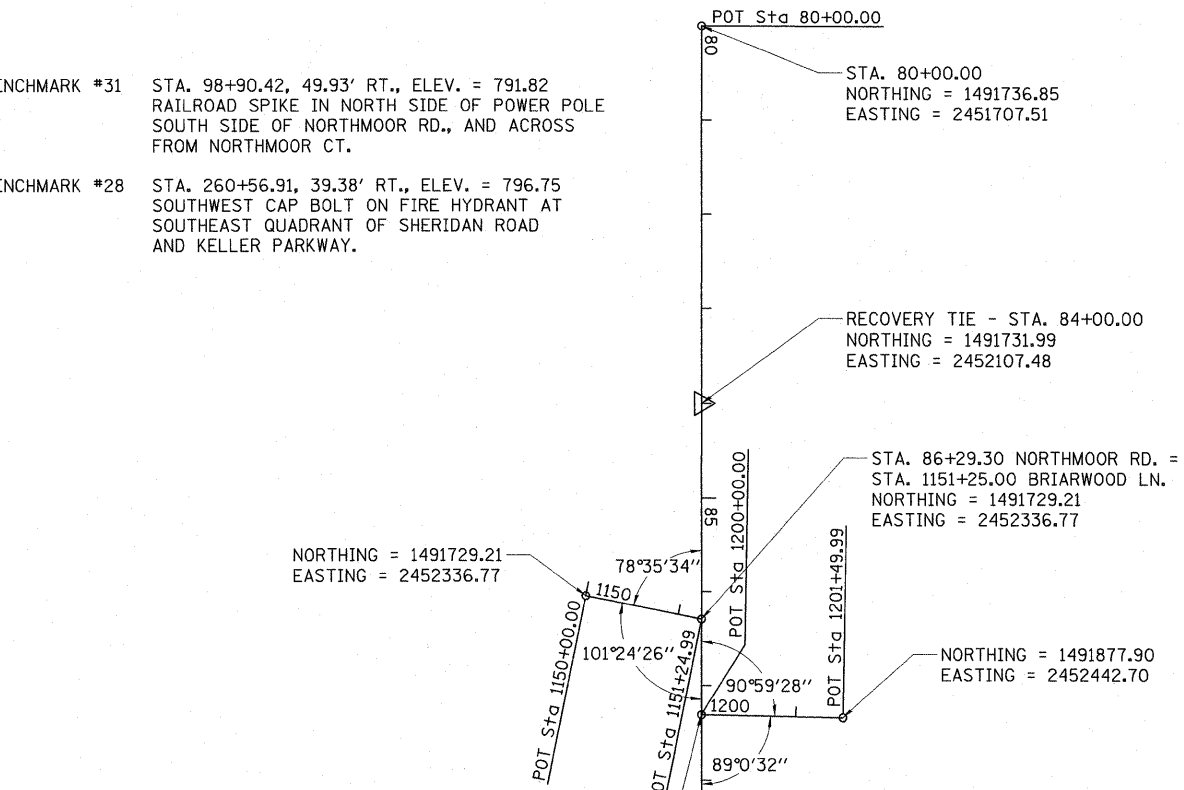 POT Sta 80+00.00
80
STA. 80+00.00
NORTHING = 1491736.85
EASTING = 2451707.51
ENCHMARK #31 STA. 98+90.42, 49.93' RT., ELEV. = 791.82
RAILROAD SPIKE IN NORTH SIDE OF POWER POLE
SOUTH SIDE OF NORTHMOOR RD., AND ACROSS
FROM NORTHMOOR CT.
ENCHMARK #28 STA. 260+56.91, 39.38' RT., ELEV. = 796.75
SOUTHWEST CAP BOLT ON FIRE HYDRANT AT
SOUTHEAST QUADRANT OF SHERIDAN ROAD
AND KELLER PARKWAY.
RECOVERY TIE - STA. 84+00.00
NORTHING = 1491731.99
EASTING = 2452107.48
STA. 86+29.30 NORTHMOOR RD. =
STA. 1151+25.00 BRIARWOOD LN.
NORTHING = 1491729.21
EASTING = 2452336.77
85
POT Sta 1200+00.00
POT Sta 1201+49.99
NORTHING = 1491729.21
EASTING = 2452336.77
78°35'34"
1150
POT Sta 1150+00.00
101°24'26"
POT Sta 1151+24.99
90°59'28"
1200
NORTHING = 1491877.90
EASTING = 2452442.70
89°0'32"